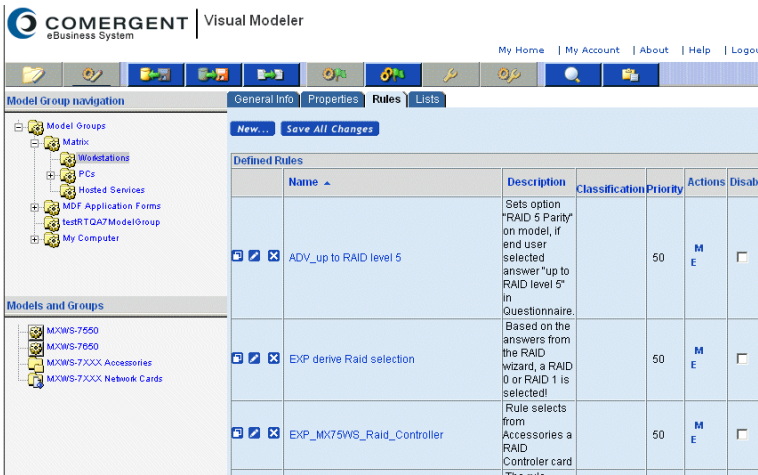 COMERGENT
eBusiness System
Visual Modeler
My Home | My Account | About | Help | Logou
Model Group navigation
General Info Properties Rules Lists
Model Groups
Matrix
Workstations
PCs
Hosted Services
MDF Application Forms
testRTQA7ModelGroup
My Computer
New... Save All Changes
Defined Rules
Name Description Classification Priority Actions Disab
ADV_up to RAID level 5
Sets option
"RAID 5 Parity"
on model, if
end user
selected
answer "up to
RAID level 5"
in
Questionnaire.
50
M
E
EXP derive Raid selection
Based on the
answers from
the RAID
wizard, a RAID
0 or RAID 1 is
selected!
50
M
E
EXP_MX75WS_Raid_Controller
Rule selects
from
Accessories a
RAID
Controler card
50
M
E
The rule
Models and Groups
MXWS-7550
MXWS-7650
MXWS-7XXX Accessories
MXWS-7XXX Network Cards